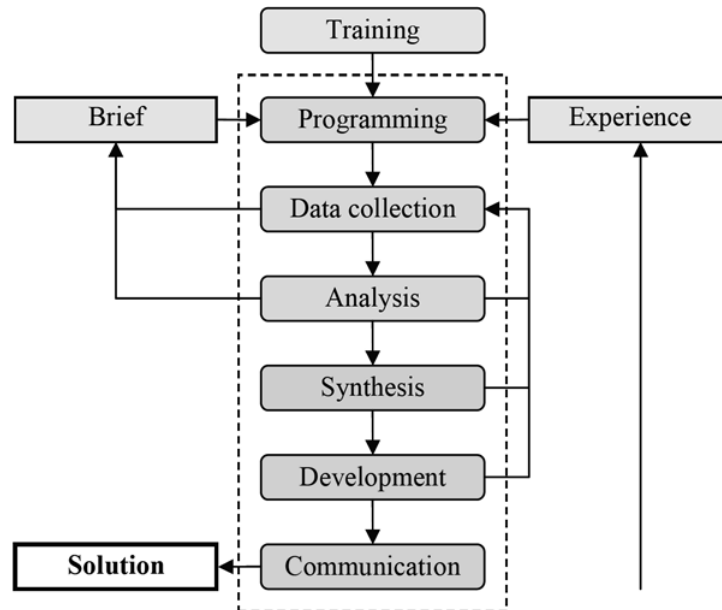 Training
Brief
Programming
Experience
Data collection
Analysis
Synthesis
Development
Solution
Communication